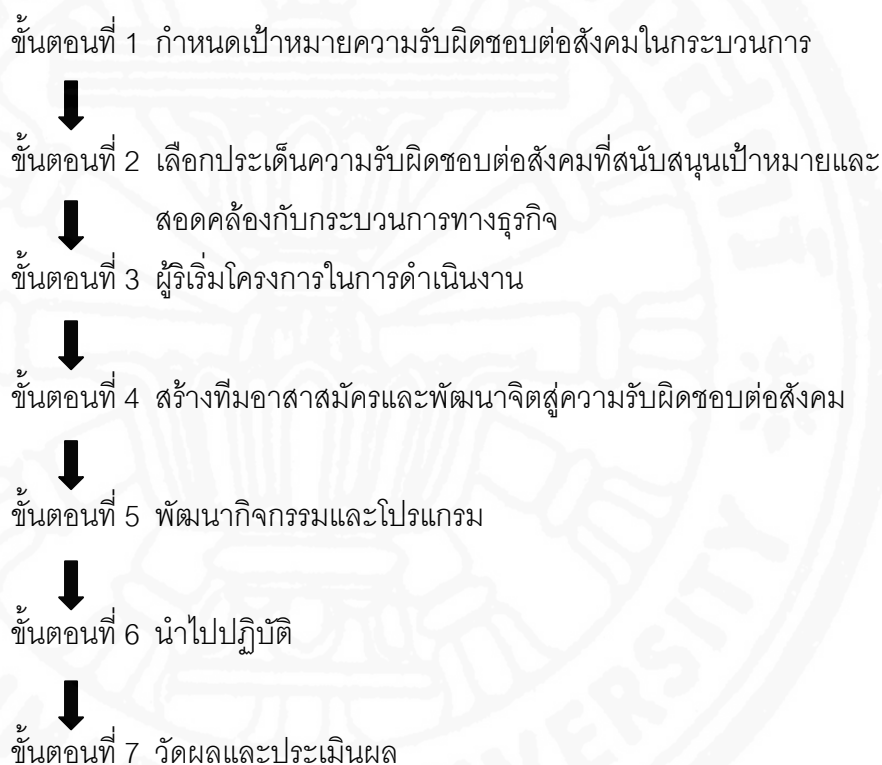 ขั้นตอนที่ 1 กำหนดเป้าหมายความรับผิดชอบต่อสังคมในกระบวนการ
ขั้นตอนที่ 2 เลือกประเด็นความรับผิดชอบต่อสังคมที่สนับสนุนเป้าหมายและ
สอดคล้องกับกระบวนการทางธุรกิจ
ขั้นตอนที่ 3 ผู้ริเริ่มโครงการในการดำเนินงาน
ขั้นตอนที่ 4 สร้างทีมอาสาสมัครและพัฒนาจิตสู่ความรับผิดชอบต่อสังคม
ขั้นตอนที่ 5 พัฒนากิจกรรมและโปรแกรม
ขั้นตอนที่ 6 นำไปปฏิบัติ
ขั้นตอนที่ 7 วัดผลและประเมินผล